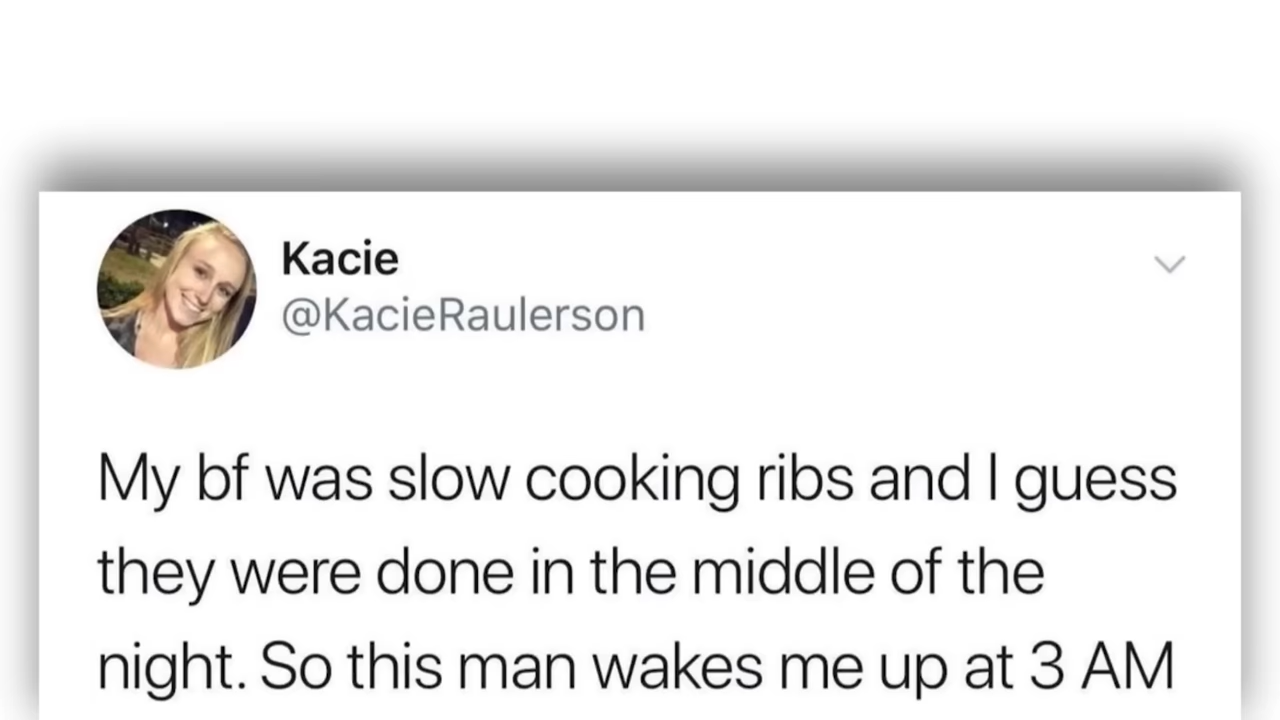 Kacie
@KacieRaulerson
My bf was slow cooking ribs and I guess
they were done in the middle of the
night. So this man wakes me up at 3 AM